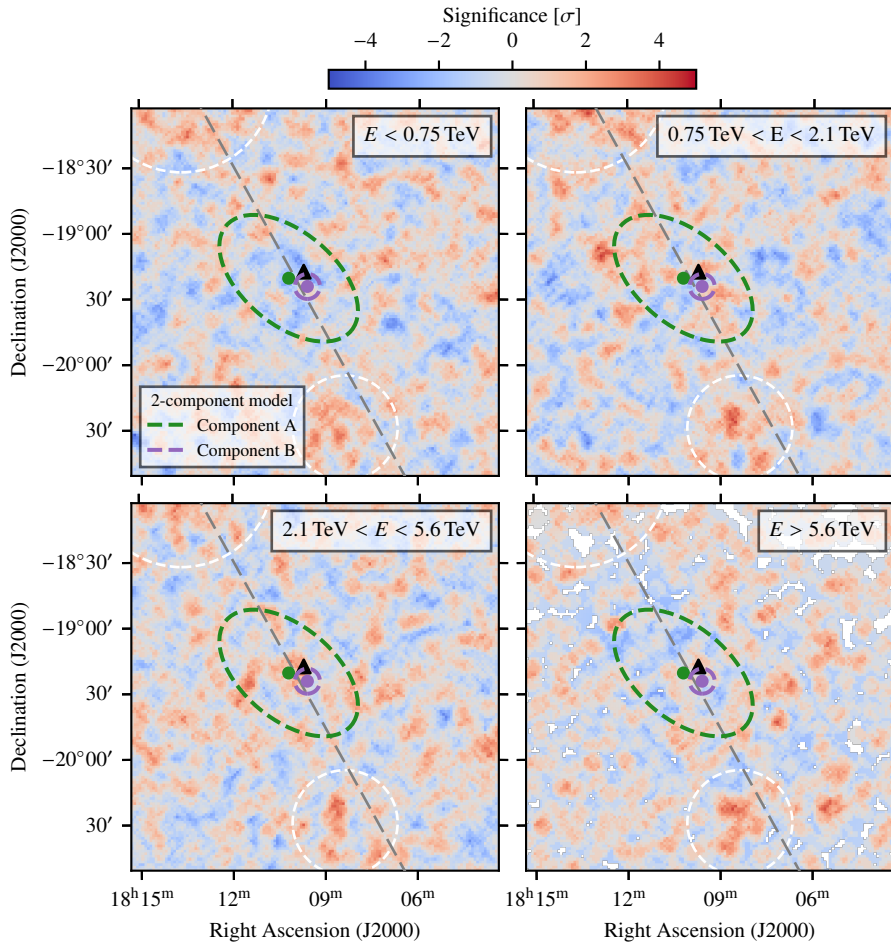 Significance [σ]
−4 −2 0 2 4
E < 0.75 TeV
0.75 TeV < E < 2.1 TeV
−18°30′
−19°00′
30′
−20°00′
30′
Declination (J2000)
2-component model
Component A
Component B
2.1 TeV < E < 5.6 TeV
E > 5.6 TeV
−18°30′
−19°00′
30′
−20°00′
30′
Declination (J2000)
18ʰ15ᵐ 12ᵐ 09ᵐ 06ᵐ
12ᵐ 09ᵐ 06ᵐ
Right Ascension (J2000)
Right Ascension (J2000)